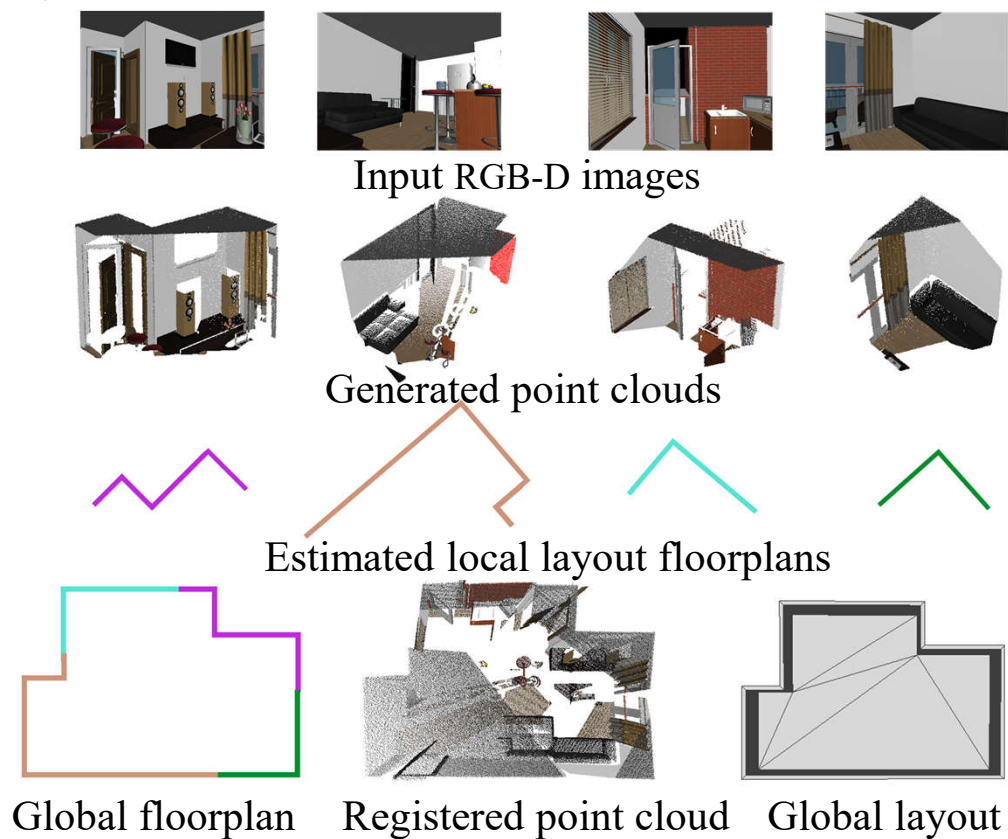 Input RGB-D images
Generated point clouds
Estimated local layout floorplans
Global floorplan
Registered point cloud
Global layout